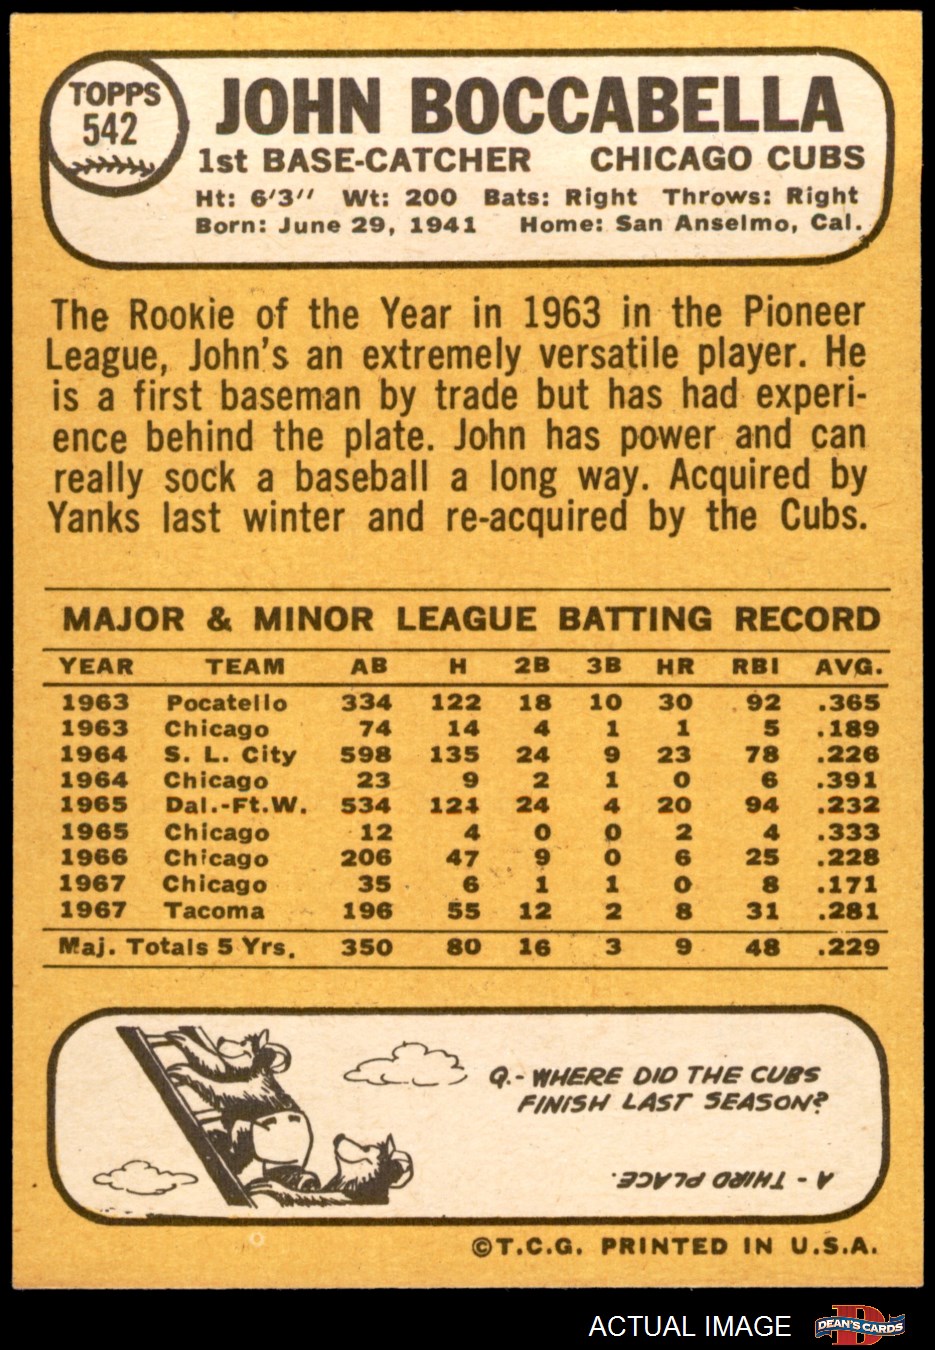 TOPPS
542
JOHN BOCCABELLA
1st BASE-CATCHER CHICAGO CUBS
Ht: 6'3'' Wt: 200 Bats: Right Throws: Right
Born: June 29, 1941 Home: San Anselmo, Cal.
The Rookie of the Year in 1963 in the Pioneer
League, John's an extremely versatile player. He
is a first baseman by trade but has had experi-
ence behind the plate. John has power and can
really sock a baseball a long way. Acquired by
Yanks last winter and re-acquired by the Cubs.
MAJOR & MINOR LEAGUE BATTING RECORD
YEAR TEAM AB H 2B 3B HR RBI AVG.
1963 Pocatello 334 122 18 10 30 92 .365
1963 Chicago 74 14 4 1 1 5 .189
1964 S. L. City 598 135 24 9 23 78 .226
1964 Chicago 23 9 2 1 0 6 .391
1965 Dal.-Ft.W. 534 124 24 4 20 94 .232
1965 Chicago 12 4 0 0 2 4 .333
1966 Chicago 206 47 9 0 6 25 .228
1967 Chicago 35 6 1 1 0 8 .171
1967 Tacoma 196 55 12 2 8 31 .281
Maj. Totals 5 Yrs. 350 80 16 3 9 48 .229
Q.- WHERE DID THE CUBS
FINISH LAST SEASON?
A - THIRD PLACE.
©T.C.G. PRINTED IN U.S.A.
ACTUAL IMAGE
D
DEAN'S CARDS